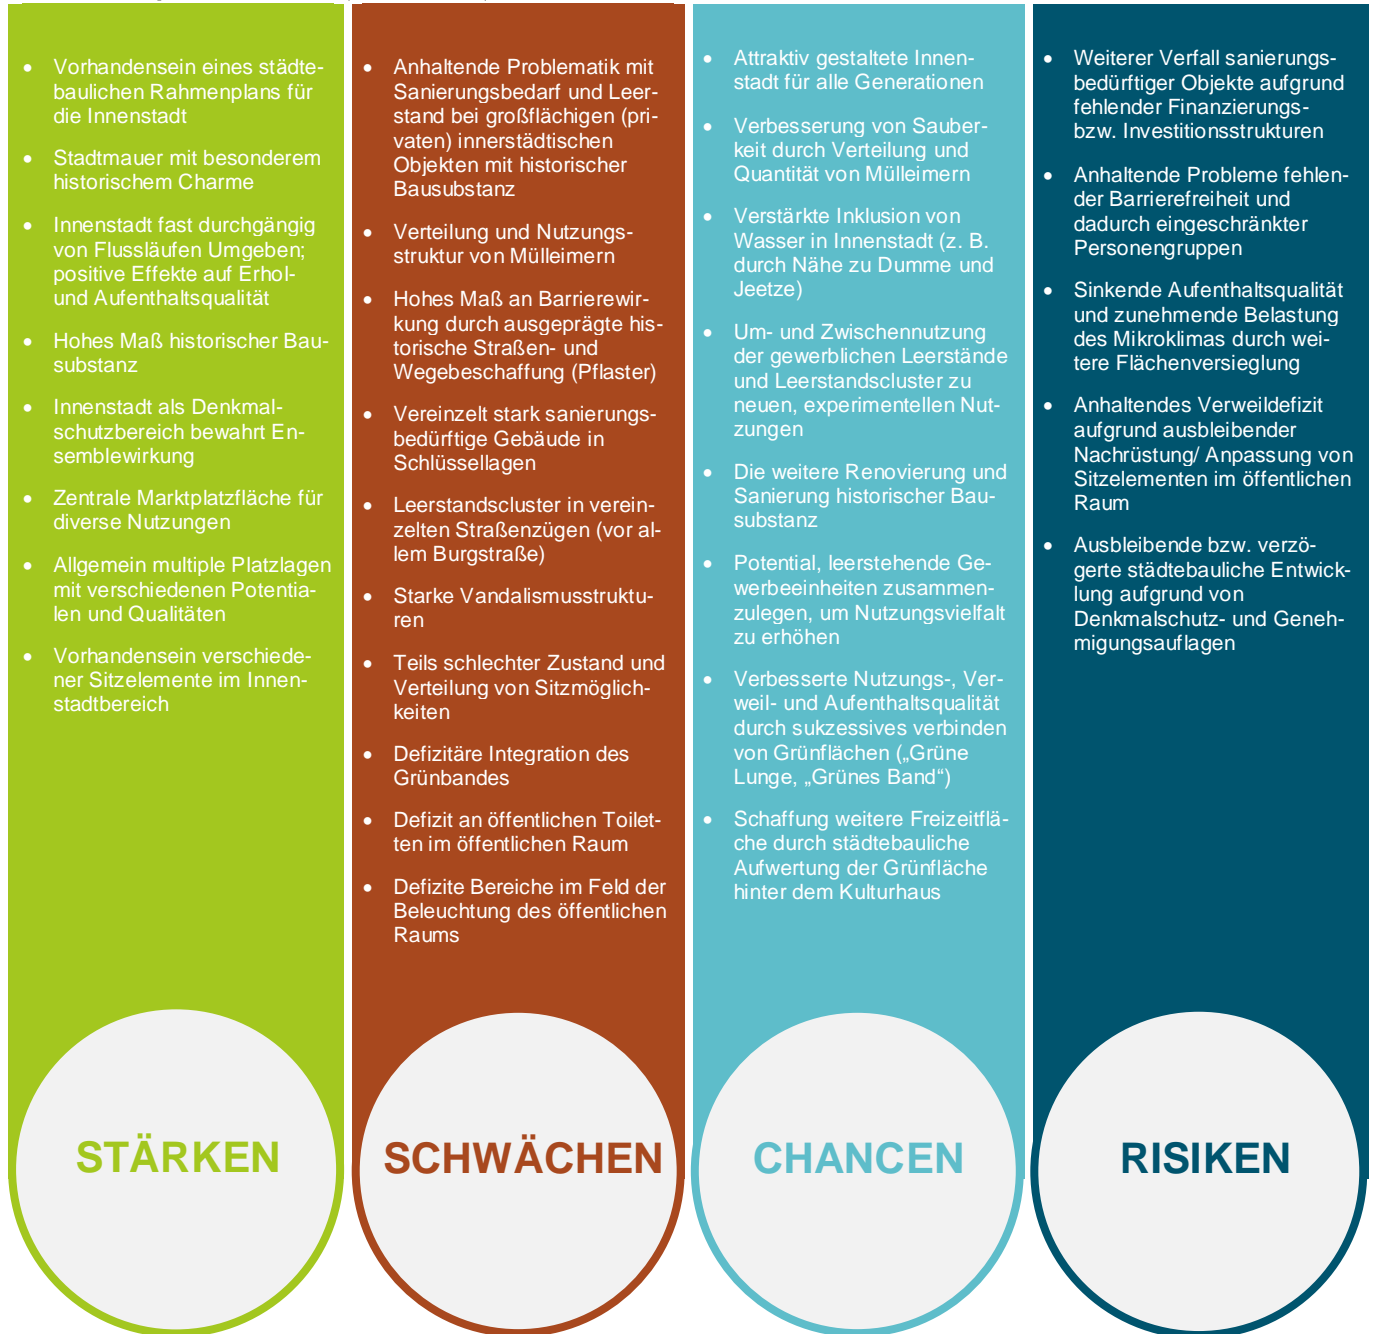 • Vorhandensein eines städte-
baulichen Rahmenplans für
die Innenstadt
• Stadtmauer mit besonderem
historischem Charme
• Innenstadt fast durchgängig
von Flussläufen Umgeben;
positive Effekte auf Erhol-
und Aufenthaltsqualität
• Hohes Maß historischer Bau-
substanz
• Innenstadt als Denkmal-
schutzbereich bewahrt En-
semblewirkung
• Zentrale Marktplatzfläche für
diverse Nutzungen
• Allgemein multiple Platzlagen
mit verschiedenen Potentia-
len und Qualitäten
• Vorhandensein verschiede-
ner Sitzelemente im Innen-
stadtbereich
STÄRKEN
• Anhaltende Problematik mit
Sanierungsbedarf und Leer-
stand bei großflächigen (pri-
vaten) innerstädtischen
Objekten mit historischer
Bausubstanz
• Verteilung und Nutzungs-
struktur von Mülleimern
• Hohes Maß an Barrierewir-
kung durch ausgeprägte his-
torische Straßen- und
Wegebeschaffung (Pflaster)
• Vereinzelt stark sanierungs-
bedürftige Gebäude in
Schlüssellagen
• Leerstandscluster in verein-
zelten Straßenzügen (vor al-
lem Burgstraße)
• Starke Vandalismusstruktu-
ren
• Teils schlechter Zustand und
Verteilung von Sitzmöglich-
keiten
• Defizitäre Integration des
Grünbandes
• Defizit an öffentlichen Toilet-
ten im öffentlichen Raum
• Defizite Bereiche im Feld der
Beleuchtung des öffentlichen
Raums
SCHWÄCHEN
• Attraktiv gestaltete Innen-
stadt für alle Generationen
• Verbesserung von Sauber-
keit durch Verteilung und
Quantität von Mülleimern
• Verstärkte Inklusion von
Wasser in Innenstadt (z. B.
durch Nähe zu Dumme und
Jeetze)
• Um- und Zwischennutzung
der gewerblichen Leerstände
und Leerstandscluster zu
neuen, experimentellen Nut-
zungen
• Die weitere Renovierung und
Sanierung historischer Bau-
substanz
• Potential, leerstehende Ge-
werbeeinheiten zusammen-
zulegen, um Nutzungsvielfalt
zu erhöhen
• Verbesserte Nutzungs-, Ver-
weil- und Aufenthaltsqualität
durch sukzessives verbinden
von Grünflächen („Grüne
Lunge, „Grünes Band“)
• Schaffung weitere Freizeitflä-
che durch städtebauliche
Aufwertung der Grünfläche
hinter dem Kulturhaus
CHANCEN
• Weiterer Verfall sanierungs-
bedürftiger Objekte aufgrund
fehlender Finanzierungs-
bzw. Investitionsstrukturen
• Anhaltende Probleme fehlen-
der Barrierefreiheit und
dadurch eingeschränkter
Personengruppen
• Sinkende Aufenthaltsqualität
und zunehmende Belastung
des Mikroklimas durch wei-
tere Flächenversieglung
• Anhaltendes Verweildefizit
aufgrund ausbleibender
Nachrüstung/ Anpassung von
Sitzelementen im öffentlichen
Raum
• Ausbleibende bzw. verzö-
gerte städtebauliche Entwick-
lung aufgrund von
Denkmalschutz- und Geneh-
migungsauflagen
RISIKEN